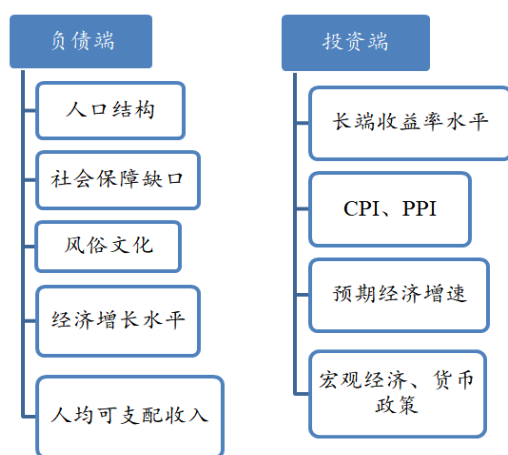 负债端
人口结构
社会保障缺口
风俗文化
经济增长水平
人均可支配收入
投资端
长端收益率水平
CPI、PPI
预期经济增速
宏观经济、货币
政策